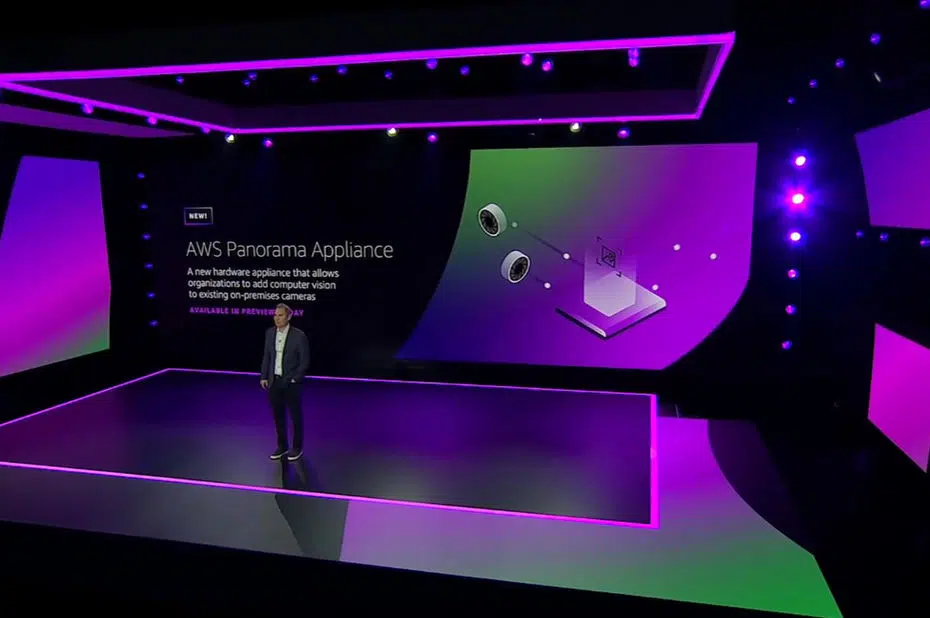 NEW!
AWS Panorama Appliance
A new hardware appliance that allows
organizations to add computer vision
to existing on-premises cameras
AVAILABLE IN PREVIEW